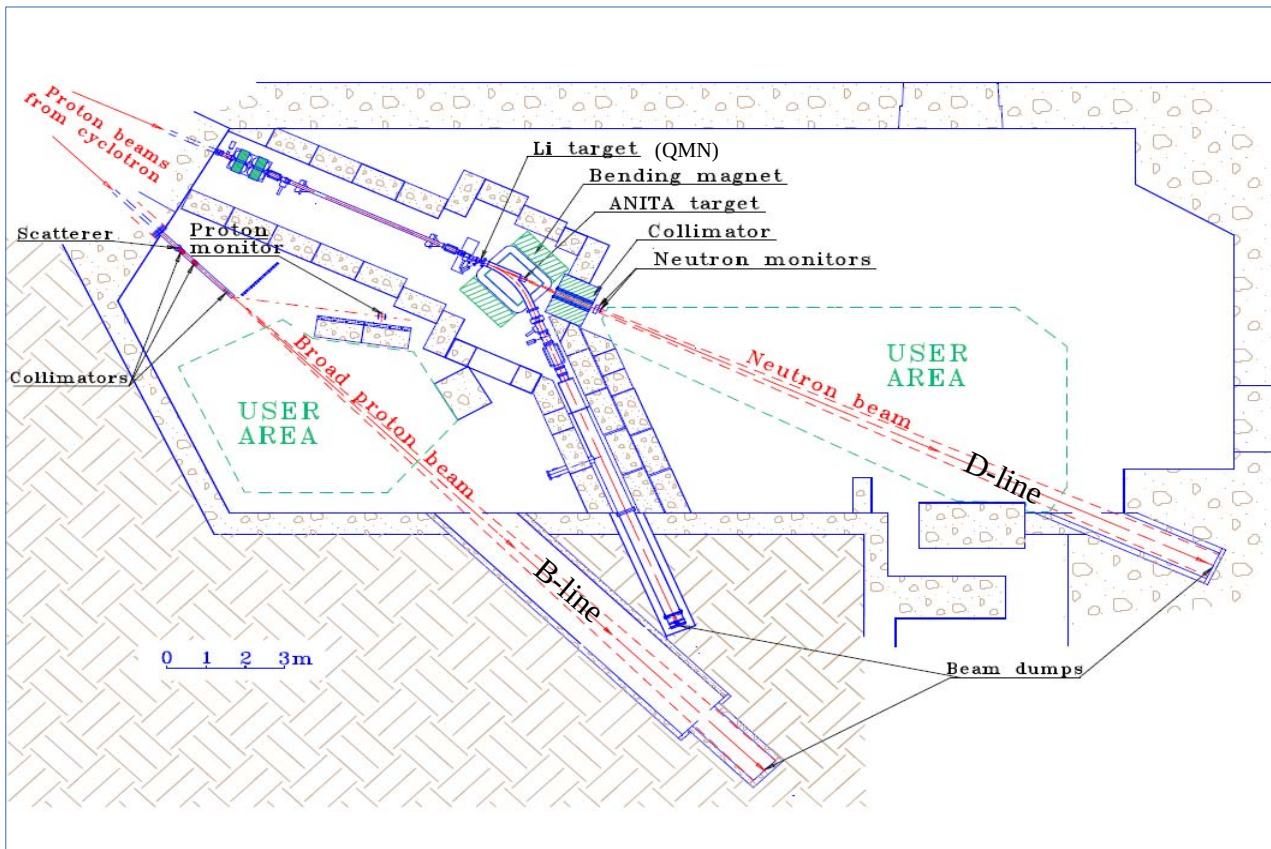 Proton beams
from cyclotron
Li target (QMN)
Bending magnet
ANITA target
Collimator
Neutron monitors
Scatterer
Proton
monitor
Collimators
USER
AREA
Broad proton beam
USER
AREA
Neutron beam
D-line
B-line
0 1 2 3m
Beam dumps